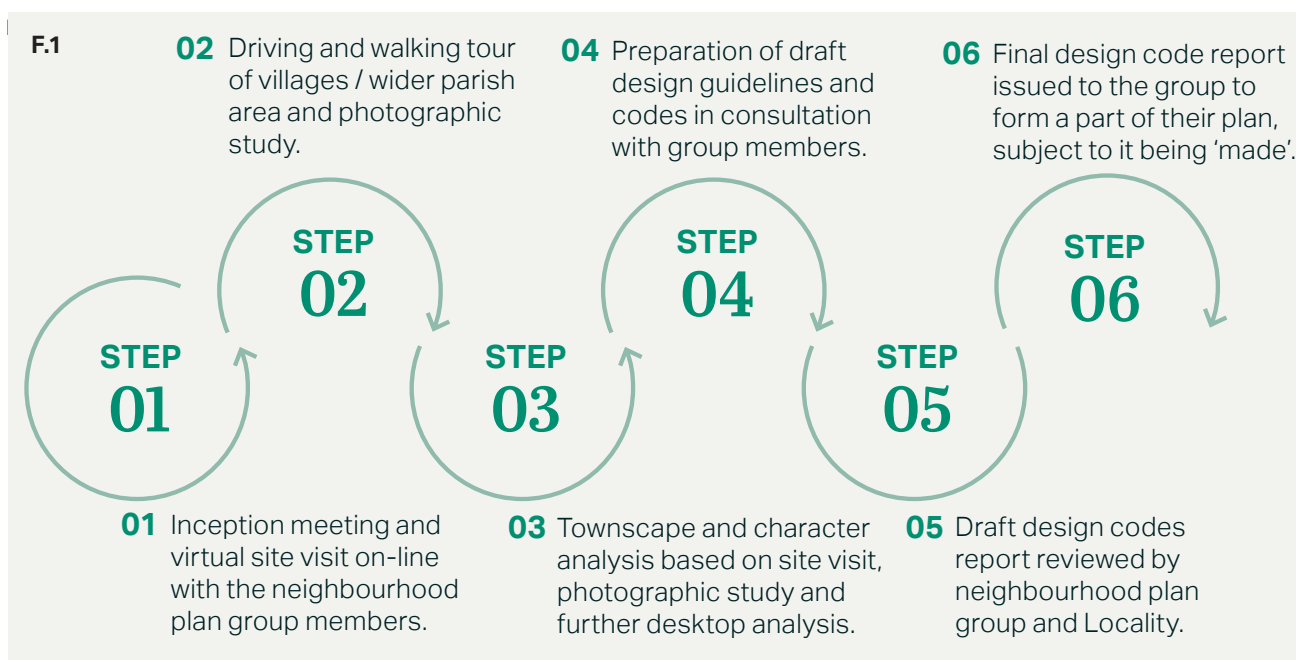 F.1
02 Driving and walking tour
of villages / wider parish
area and photographic
study.
04 Preparation of draft
design guidelines and
codes in consultation
with group members.
06 Final design code report
issued to the group to
form a part of their plan,
subject to it being ‘made’.
STEP
01
STEP
02
STEP
03
STEP
04
STEP
05
STEP
06
01 Inception meeting and
virtual site visit on-line
with the neighbourhood
plan group members.
03 Townscape and character
analysis based on site visit,
photographic study and
further desktop analysis.
05 Draft design codes
report reviewed by
neighbourhood plan
group and Locality.